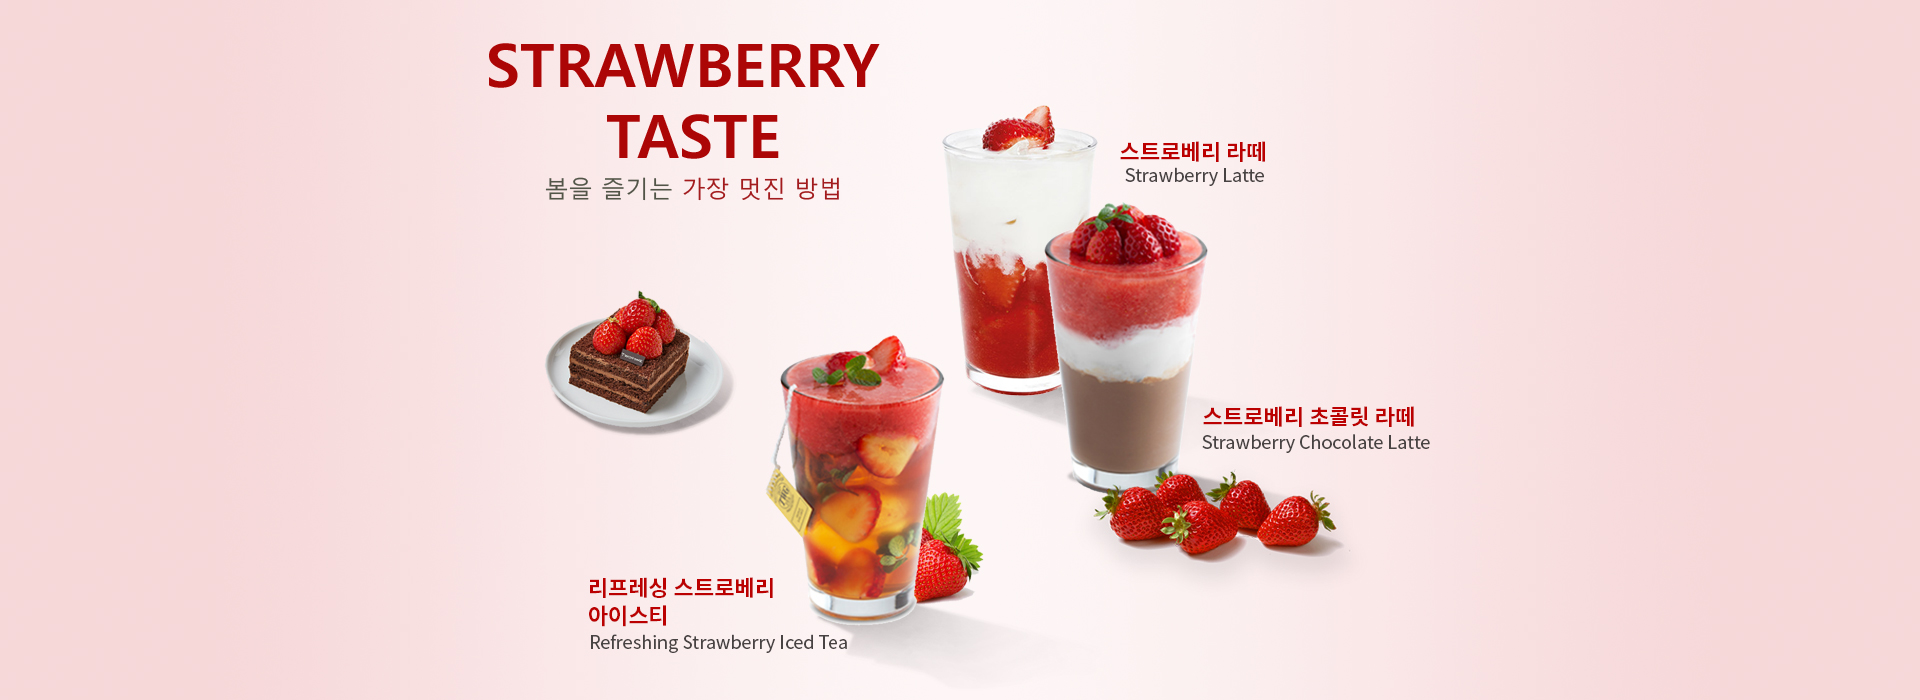 STRAWBERRY
TASTE
봄을 즐기는 가장 멋진 방법
스트로베리 라떼
Strawberry Latte
스트로베리 초콜릿 라떼
Strawberry Chocolate Latte
리프레싱 스트로베리
아이스티
Refreshing Strawberry Iced Tea
TWG